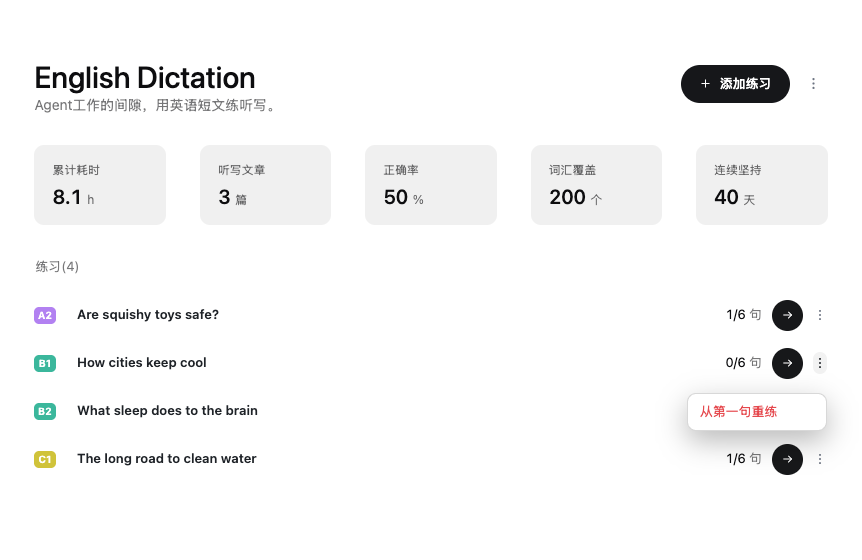 English Dictation
Agent工作的间隙，用英语短文练听写。
+ 添加练习
累计耗时
8.1 h
听写文章
3 篇
正确率
50 %
词汇覆盖
200 个
连续坚持
40 天
练习(4)
A2 Are squishy toys safe? 1/6 句
B1 How cities keep cool 0/6 句
B2 What sleep does to the brain
从第一句重练
C1 The long road to clean water 1/6 句